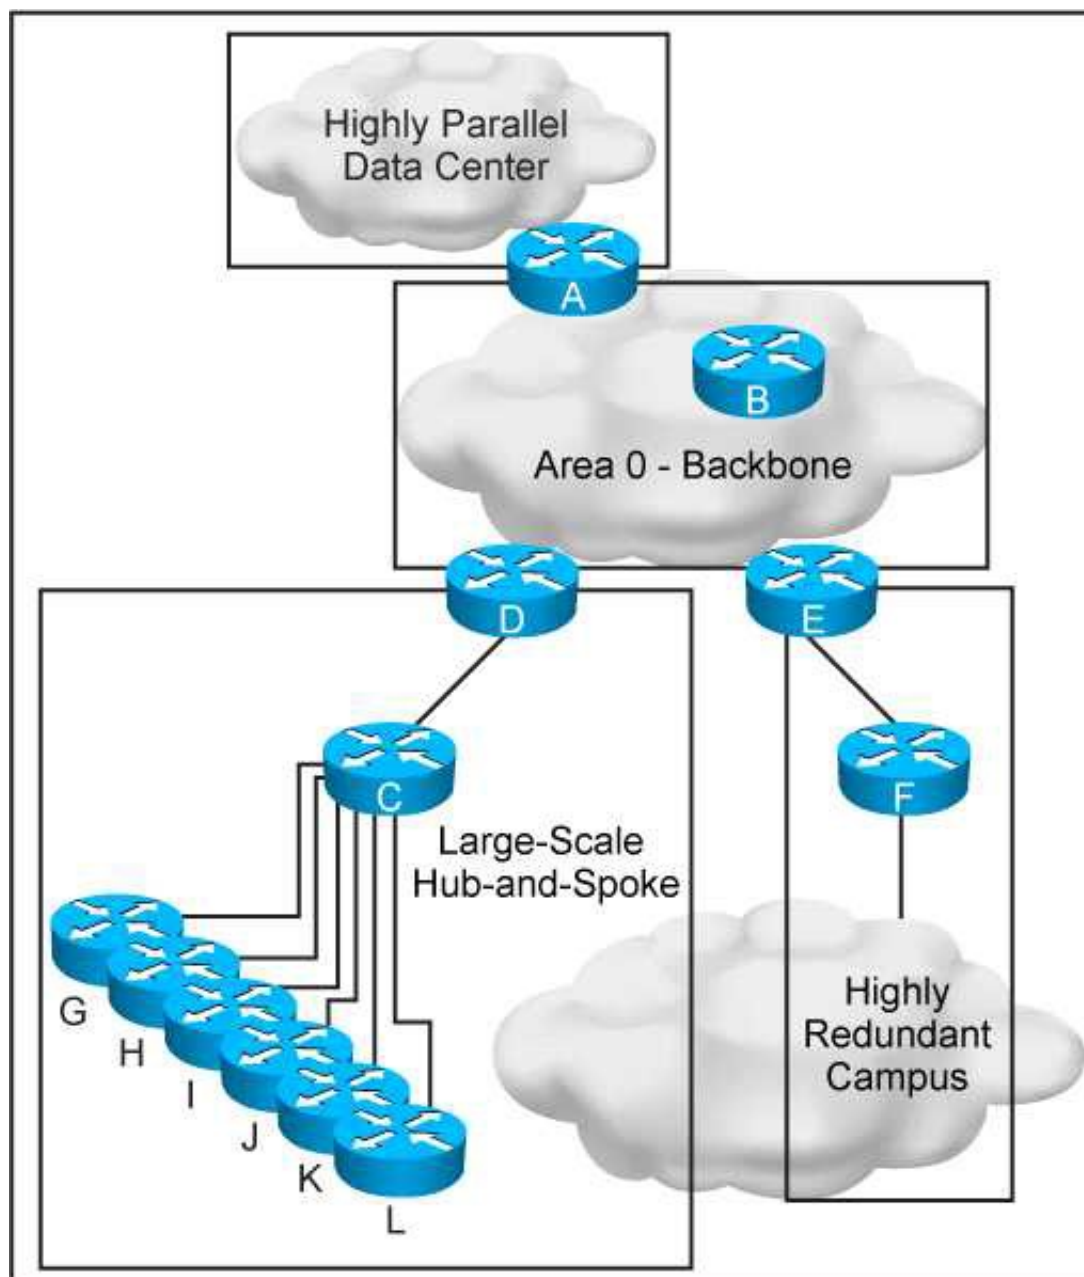 Highly Parallel
Data Center
A
B
Area 0 - Backbone
D
E
C
F
Large-Scale
Hub-and-Spoke
G
H
I
J
K
L
Highly
Redundant
Campus